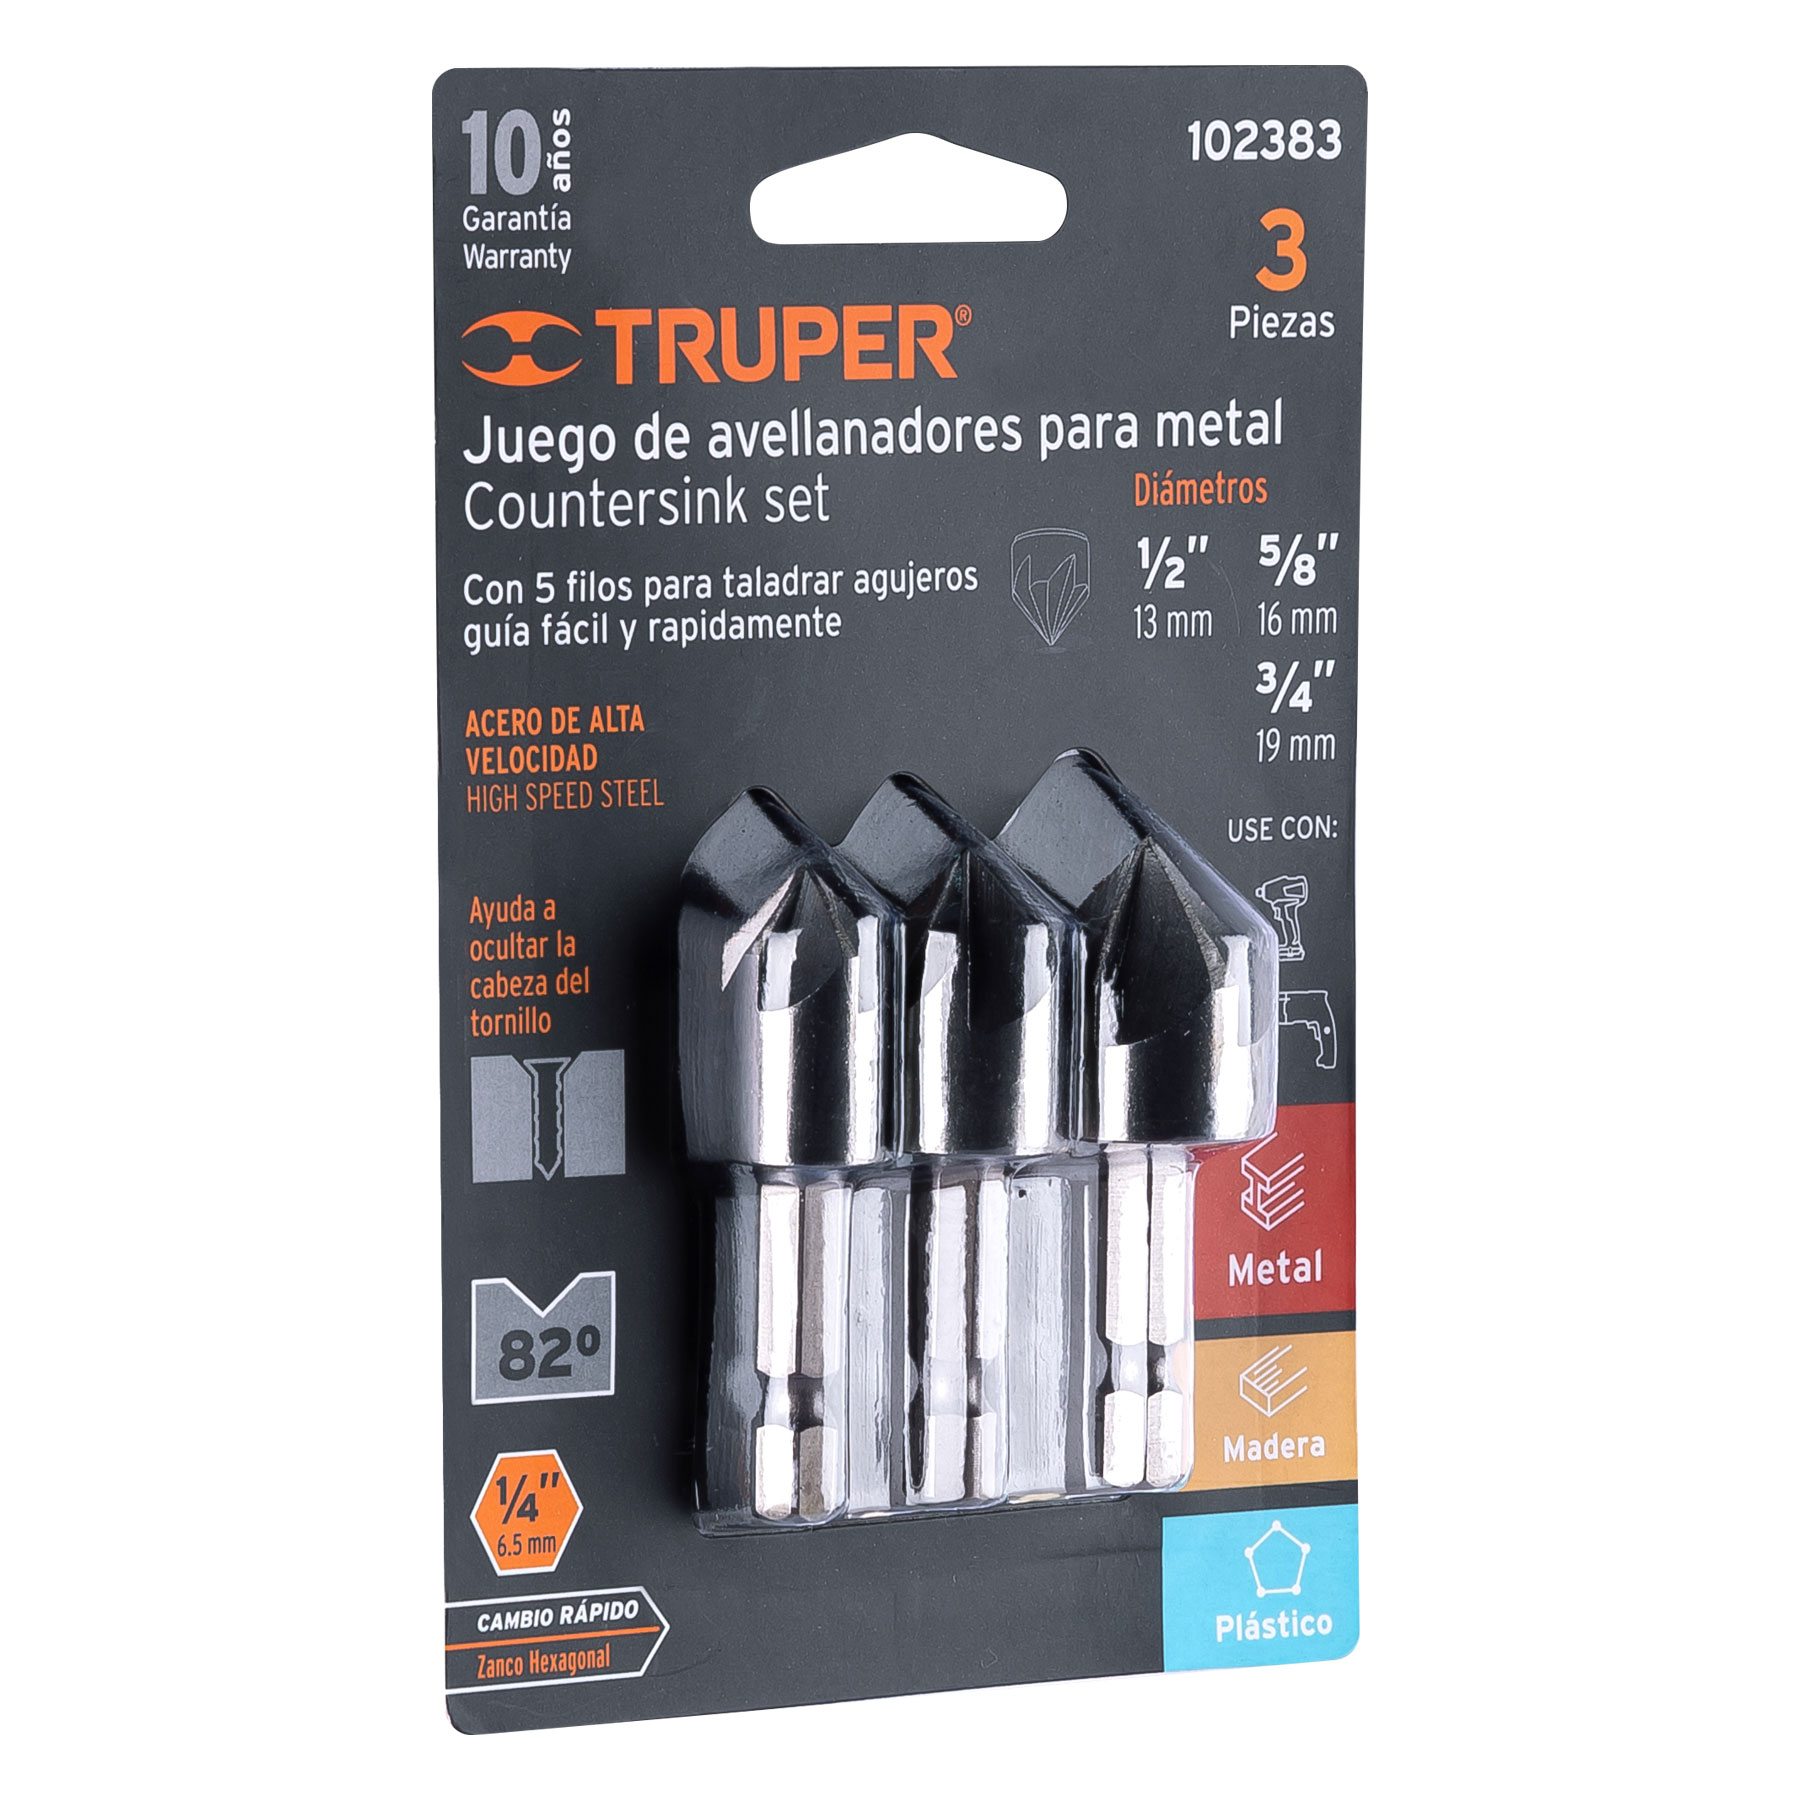 10 años
Garantía
Warranty
102383
3
Piezas
TRUPER®
Juego de avellanadores para metal
Countersink set
Con 5 filos para taladrar agujeros
guía fácil y rapidamente
Diámetros
1/2" 5/8"
13 mm 16 mm
3/4"
19 mm
ACERO DE ALTA
VELOCIDAD
HIGH SPEED STEEL
USE CON:
Ayuda a
ocultar la
cabeza del
tornillo
82º
Metal
Madera
Plástico
1/4"
6.5 mm
CAMBIO RÁPIDO
Zanco Hexagonal